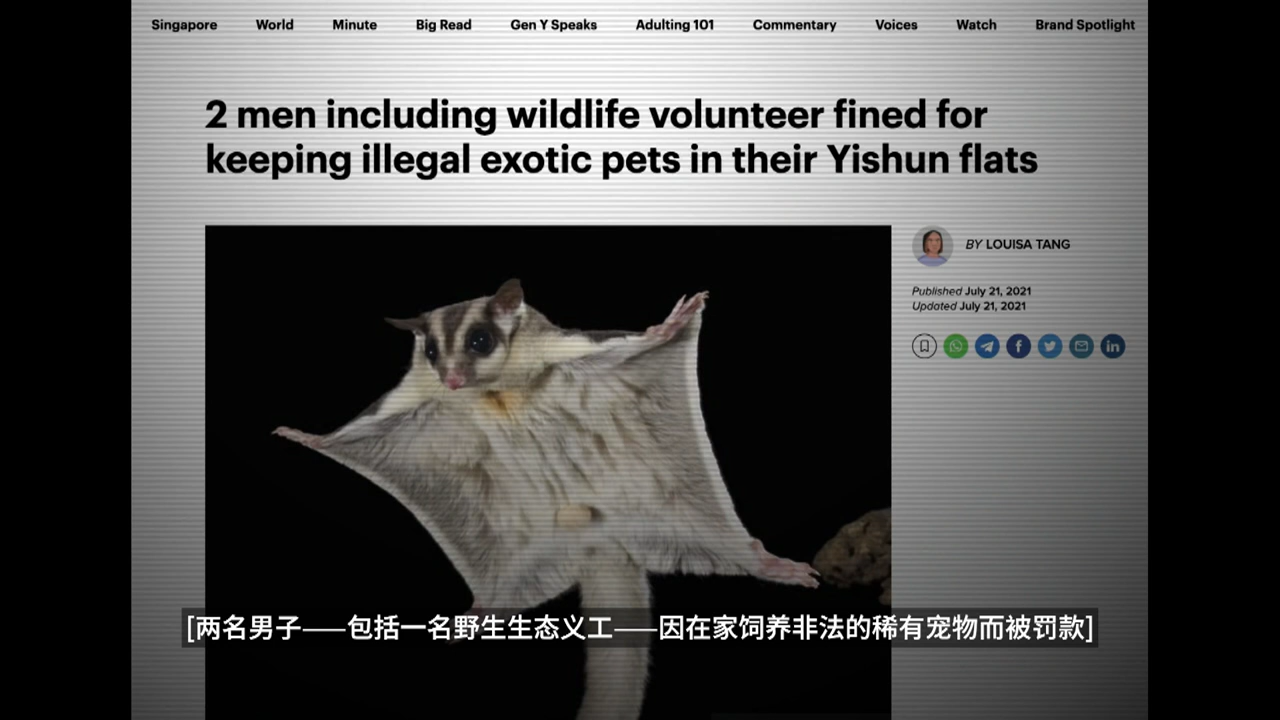 Singapore World Minute Big Read Gen Y Speaks Adulting 101 Commentary Voices Watch Brand Spotlight
2 men including wildlife volunteer fined for
keeping illegal exotic pets in their Yishun flats
BY LOUISA TANG
Published July 21, 2021
Updated July 21, 2021
[两名男子——包括一名野生生态义工——因在家饲养非法的稀有宠物而被罚款]